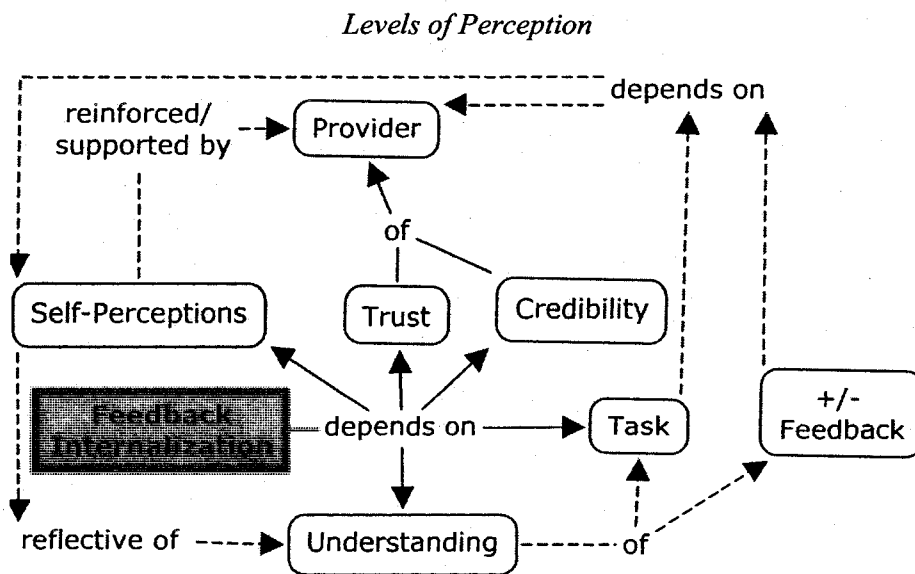 Levels of Perception
depends on
reinforced/
supported by
Provider
of
Self-Perceptions
Trust
Credibility
Feedback
Internalization
depends on
Task
+/-
Feedback
reflective of
Understanding
of